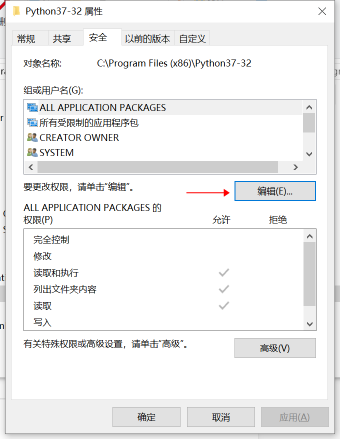 Python37-32 属性
常规 共享 安全 以前的版本 自定义
对象名称: C:\Program Files (x86)\Python37-32
组或用户名(G):
ALL APPLICATION PACKAGES
所有受限制的应用程序包
CREATOR OWNER
SYSTEM
要更改权限，请单击"编辑"。
编辑(E)...
ALL APPLICATION PACKAGES 的
权限(P) 允许 拒绝
完全控制
修改
读取和执行
列出文件夹内容
读取
写入
有关特殊权限或高级设置，请单击"高级"。
高级(V)
确定 取消 应用(A)